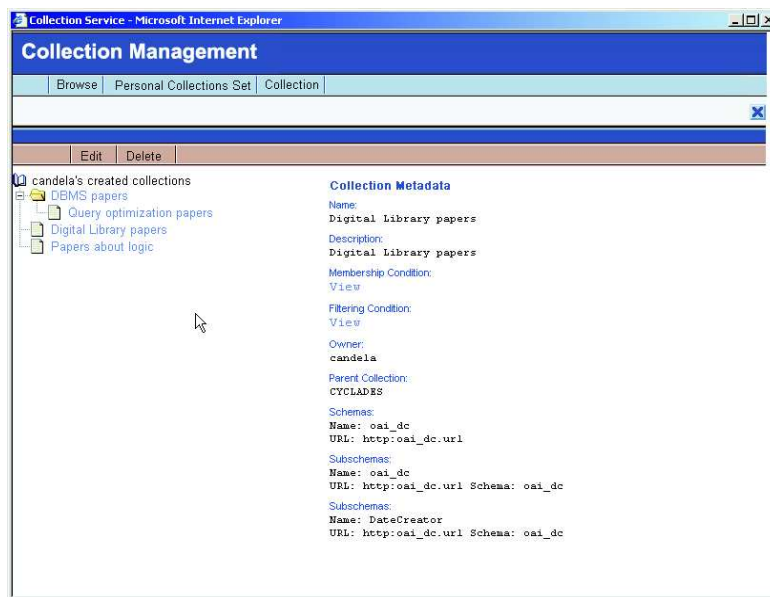 Collection Service - Microsoft Internet Explorer
Collection Management
Browse Personal Collections Set Collection
Edit Delete
candela's created collections
DBMS papers
Query optimization papers
Digital Library papers
Papers about logic
Collection Metadata
Name:
Digital Library papers
Description:
Digital Library papers
Membership Condition:
View
Filtering Condition:
View
Owner:
candela
Parent Collection:
CYCLADES
Schemas:
Name: oai_dc
URL: http:oai_dc.url
Subschemas:
Name: oai_dc
URL: http:oai_dc.url Schema: oai_dc
Subschemas:
Name: DateCreator
URL: http:oai_dc.url Schema: oai_dc